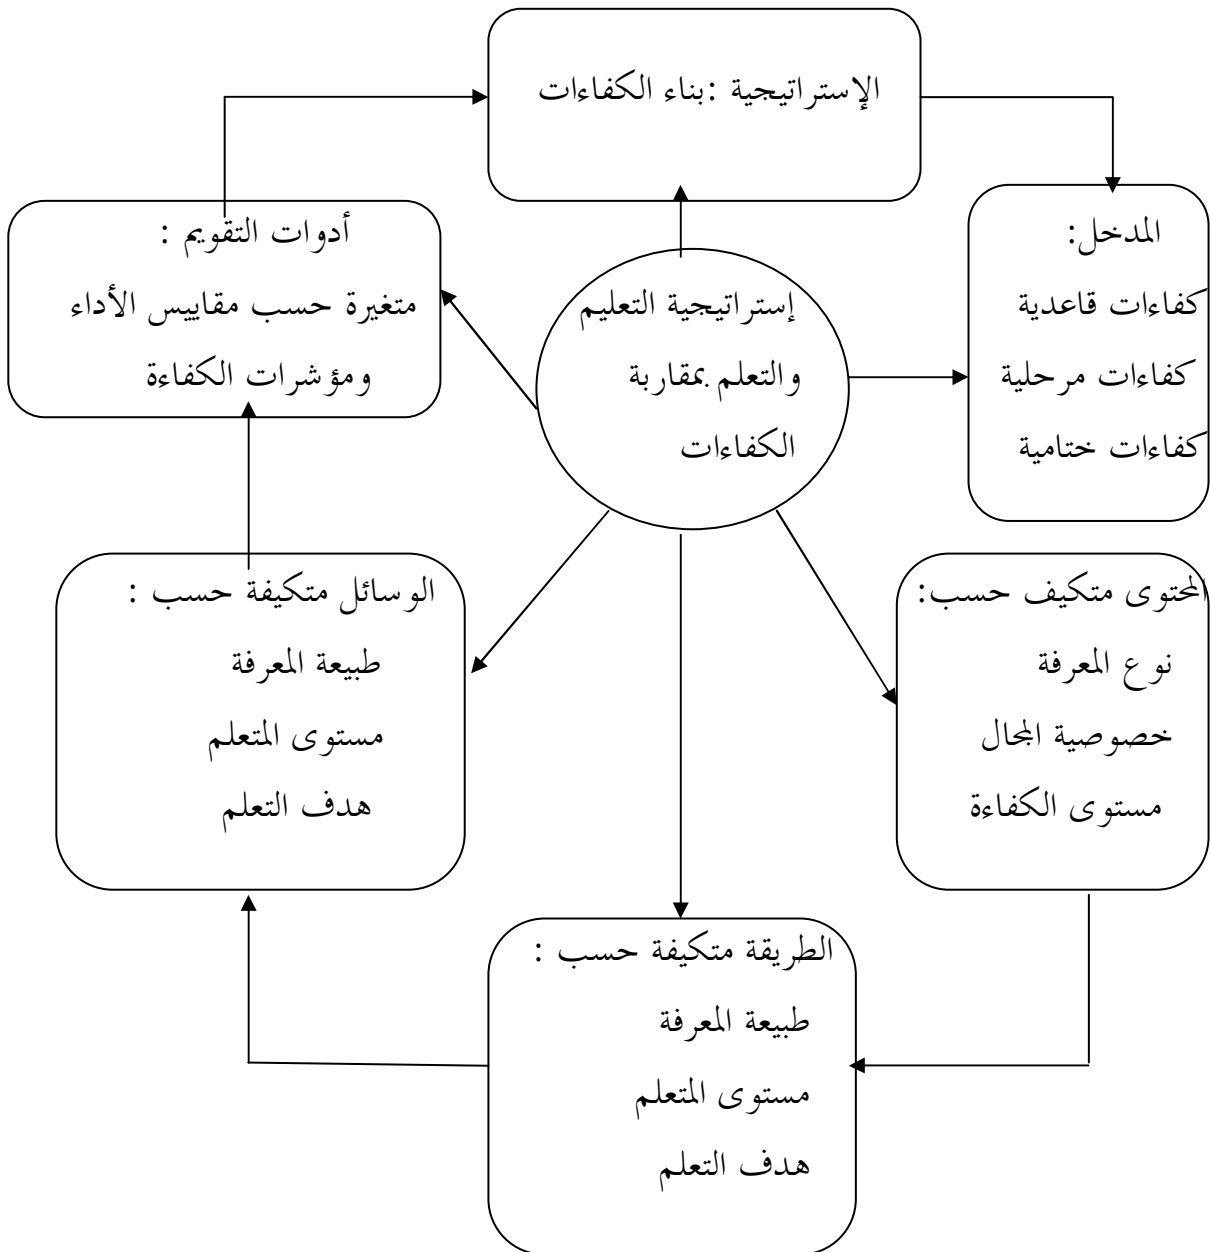 الإستراتيجية :بناء الكفاءات
المدخل:
كفاءات قاعدية
كفاءات مرحلية
كفاءات ختامية
أدوات التقويم :
متغيرة حسب مقاييس الأداء
ومؤشرات الكفاءة
إستراتيجية التعليم
والتعلم بمقاربة
الكفاءات
المحتوى متكيف حسب:
نوع المعرفة
خصوصية المجال
مستوى الكفاءة
الوسائل متكيفة حسب :
طبيعة المعرفة
مستوى المتعلم
هدف التعلم
الطريقة متكيفة حسب :
طبيعة المعرفة
مستوى المتعلم
هدف التعلم